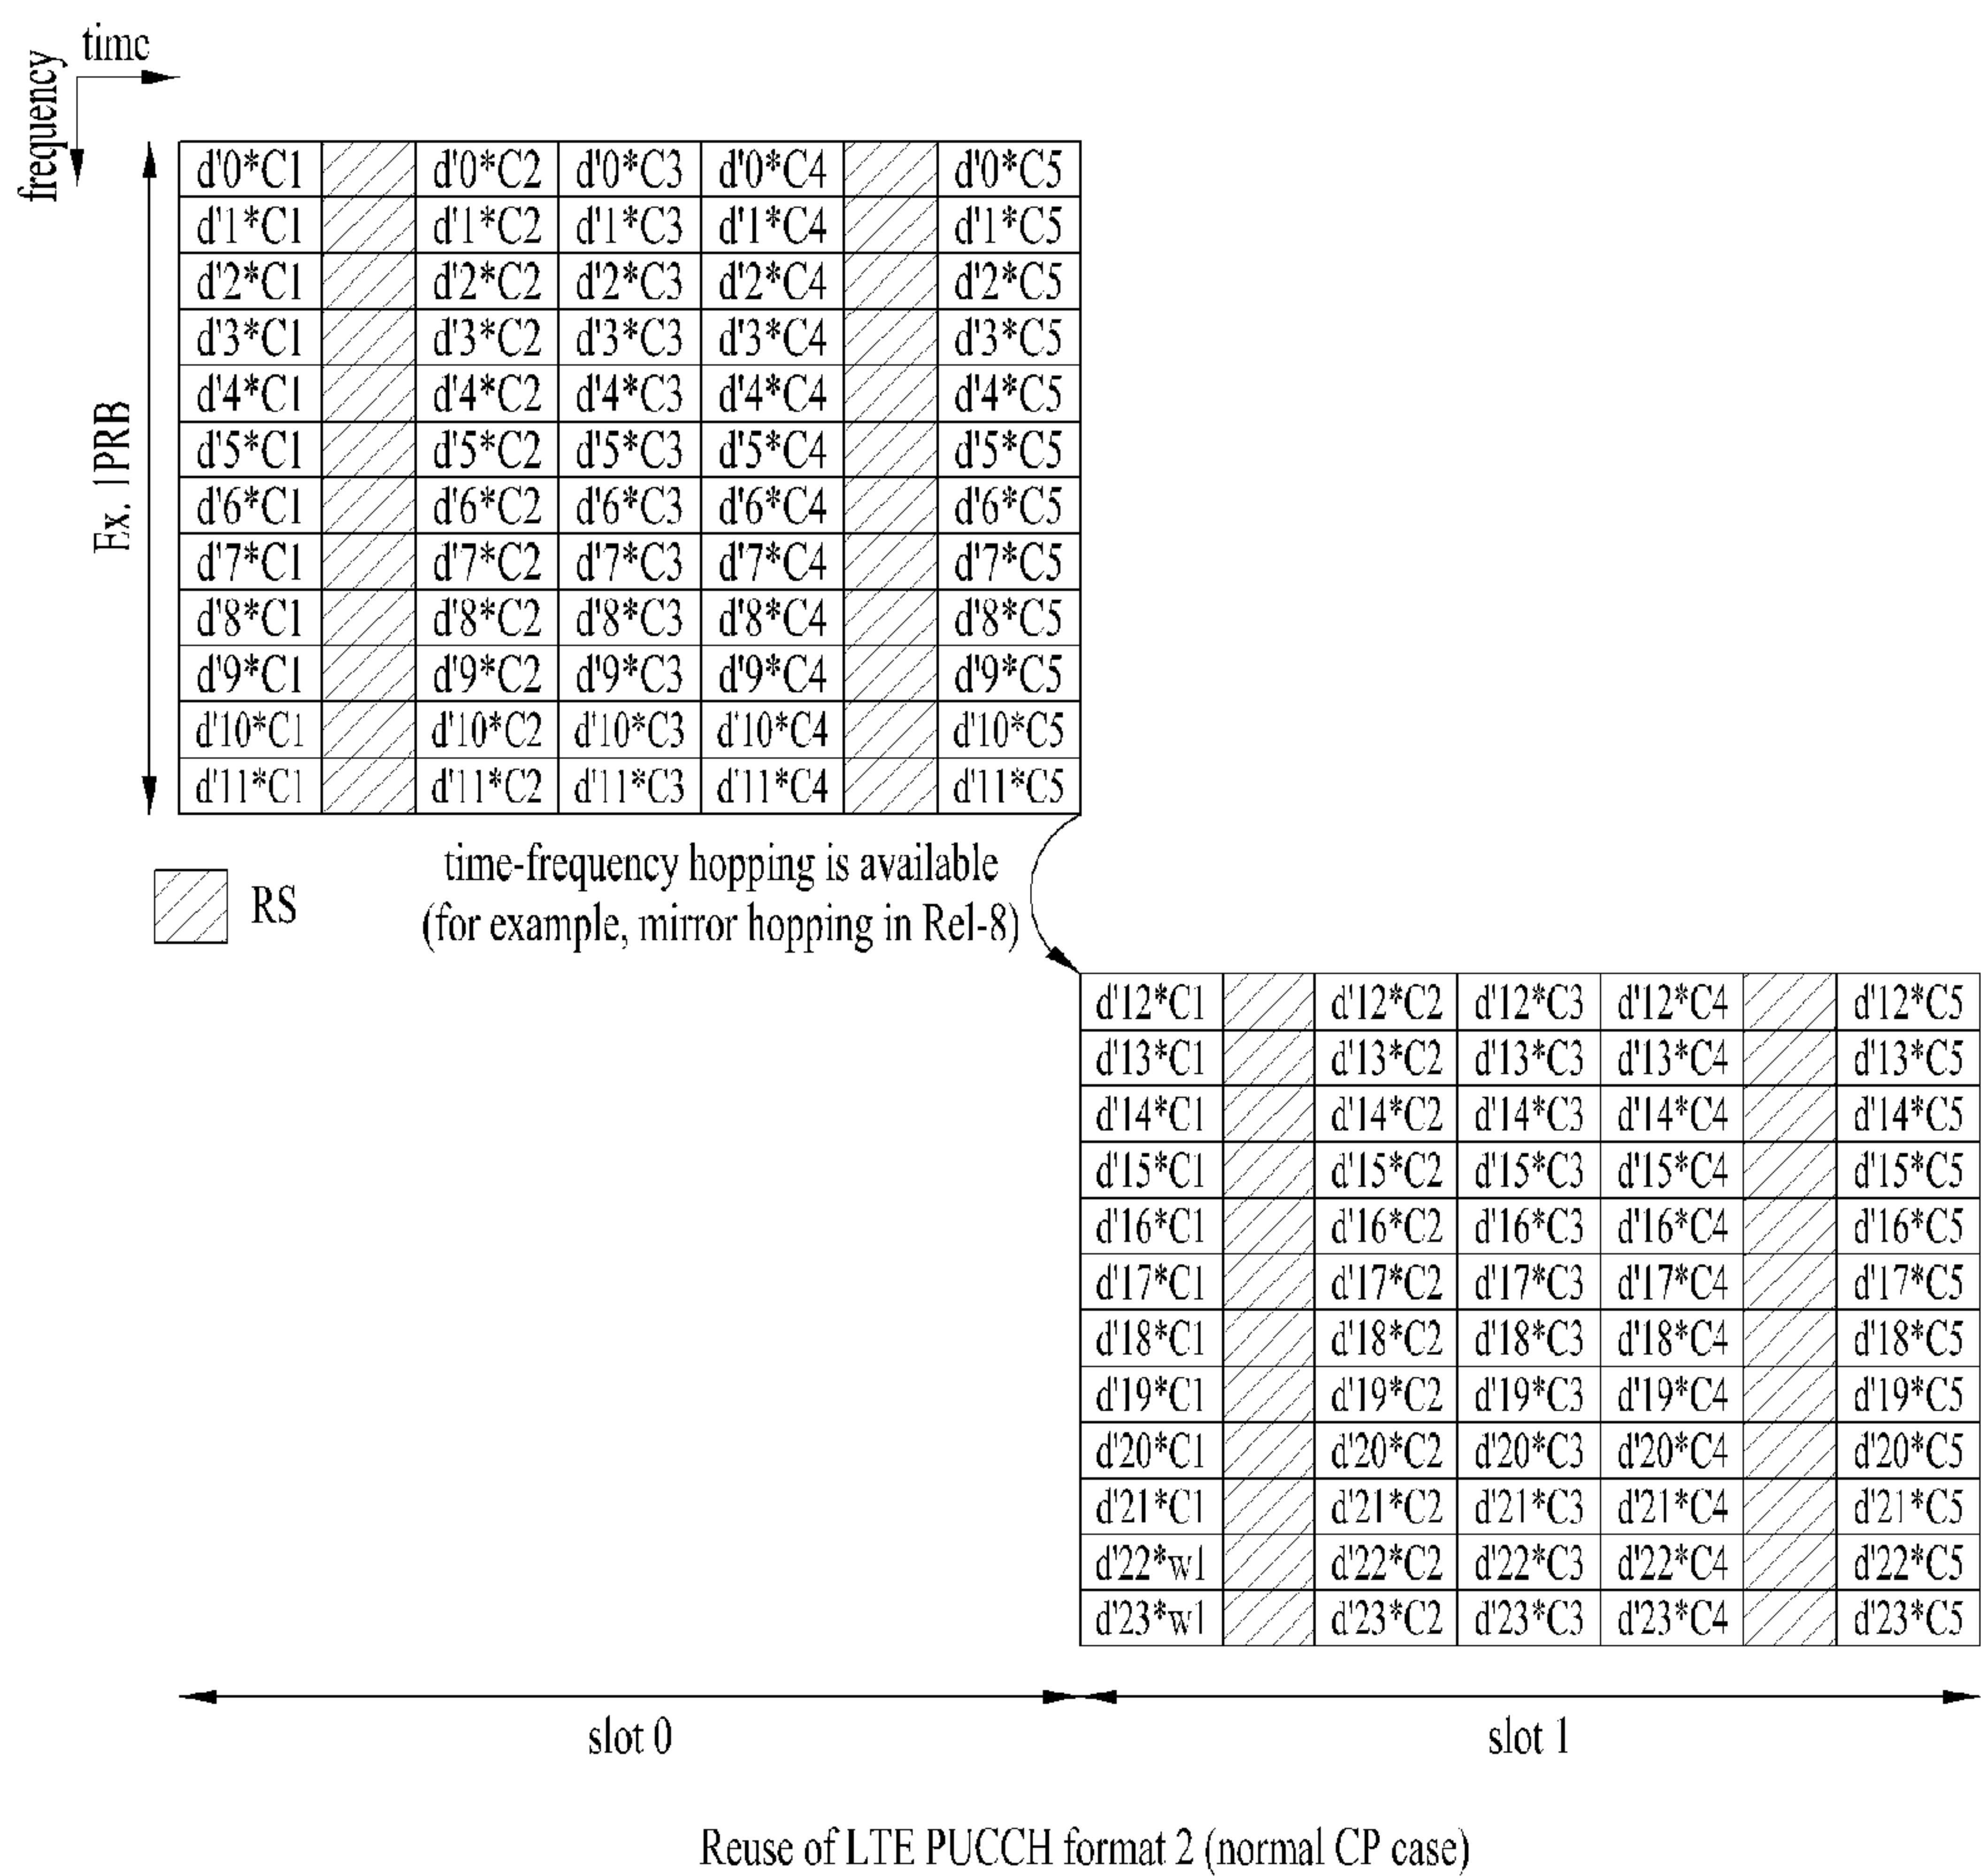 time
frequency
Ex. 1PRB
d'0*C1 d'0*C2 d'0*C3 d'0*C4 d'0*C5
d'1*C1 d'1*C2 d'1*C3 d'1*C4 d'1*C5
d'2*C1 d'2*C2 d'2*C3 d'2*C4 d'2*C5
d'3*C1 d'3*C2 d'3*C3 d'3*C4 d'3*C5
d'4*C1 d'4*C2 d'4*C3 d'4*C4 d'4*C5
d'5*C1 d'5*C2 d'5*C3 d'5*C4 d'5*C5
d'6*C1 d'6*C2 d'6*C3 d'6*C4 d'6*C5
d'7*C1 d'7*C2 d'7*C3 d'7*C4 d'7*C5
d'8*C1 d'8*C2 d'8*C3 d'8*C4 d'8*C5
d'9*C1 d'9*C2 d'9*C3 d'9*C4 d'9*C5
d'10*C1 d'10*C2 d'10*C3 d'10*C4 d'10*C5
d'11*C1 d'11*C2 d'11*C3 d'11*C4 d'11*C5
RS
time-frequency hopping is available
(for example, mirror hopping in Rel-8)
d'12*C1 d'12*C2 d'12*C3 d'12*C4 d'12*C5
d'13*C1 d'13*C2 d'13*C3 d'13*C4 d'13*C5
d'14*C1 d'14*C2 d'14*C3 d'14*C4 d'14*C5
d'15*C1 d'15*C2 d'15*C3 d'15*C4 d'15*C5
d'16*C1 d'16*C2 d'16*C3 d'16*C4 d'16*C5
d'17*C1 d'17*C2 d'17*C3 d'17*C4 d'17*C5
d'18*C1 d'18*C2 d'18*C3 d'18*C4 d'18*C5
d'19*C1 d'19*C2 d'19*C3 d'19*C4 d'19*C5
d'20*C1 d'20*C2 d'20*C3 d'20*C4 d'20*C5
d'21*C1 d'21*C2 d'21*C3 d'21*C4 d'21*C5
d'22*w1 d'22*C2 d'22*C3 d'22*C4 d'22*C5
d'23*w1 d'23*C2 d'23*C3 d'23*C4 d'23*C5
slot 0 slot 1
Reuse of LTE PUCCH format 2 (normal CP case)